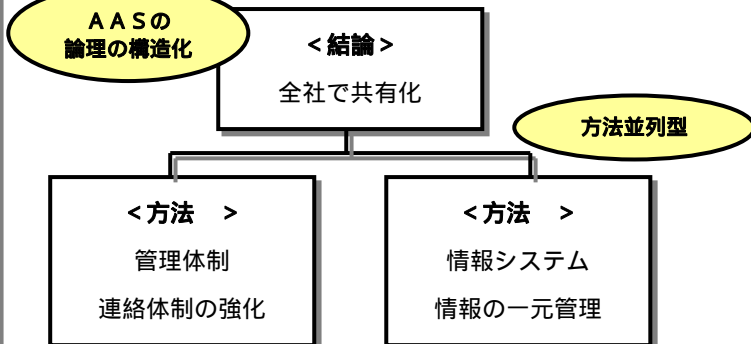 ＡＡＳの
論理の構造化
＜結論＞
全社で共有化
方法並列型
＜方法　＞
管理体制
連絡体制の強化
＜方法　＞
情報システム
情報の一元管理